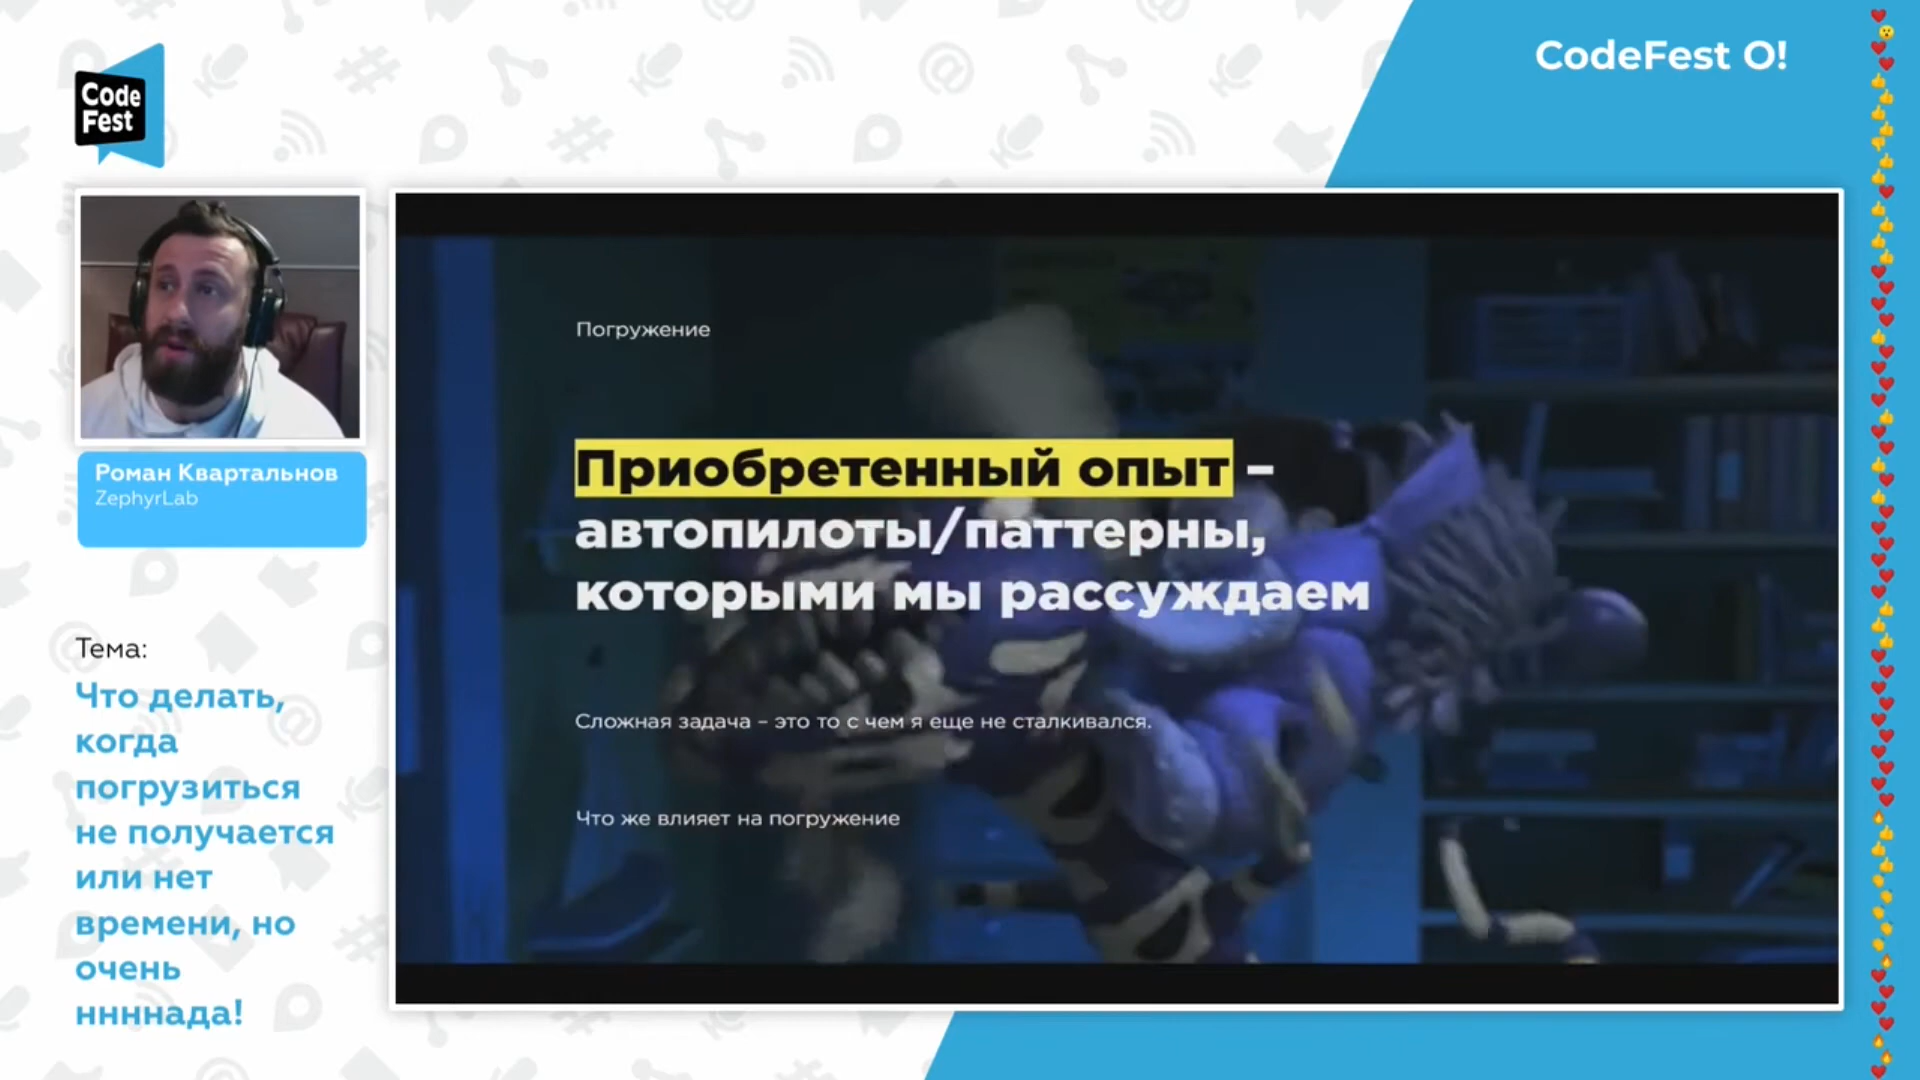 CodeFest O!
Code
Fest
Роман Квартальнов
ZephyrLab
Тема:
Что делать,
когда
погрузиться
не получается
или нет
времени, но
очень
ннннада!
Погружение
Приобретенный опыт –
автопилоты/паттерны,
которыми мы рассуждаем
Сложная задача – это то с чем я еще не сталкивался.
Что же влияет на погружение